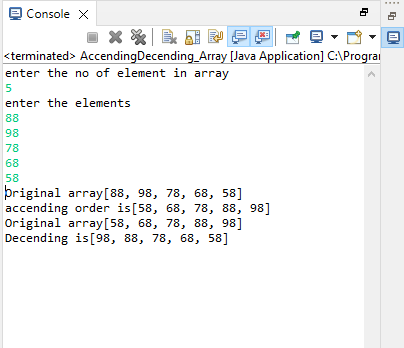 Console
<terminated> AccendingDecending_Array [Java Application] C:\Progran
enter the no of element in array
5
enter the elements
88
98
78
68
58
Original array[88, 98, 78, 68, 58]
accending order is[58, 68, 78, 88, 98]
Original array[58, 68, 78, 88, 98]
Decending is[98, 88, 78, 68, 58]